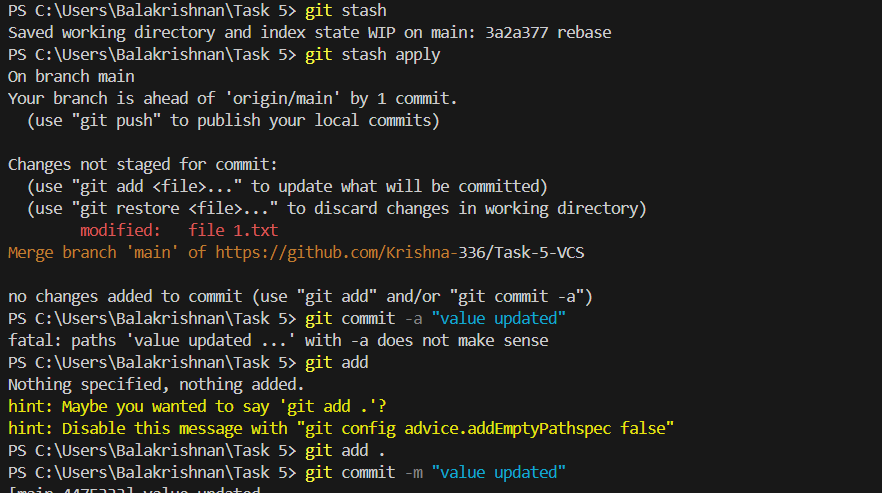 PS C:\Users\Balakrishnan\Task 5> git stash
Saved working directory and index state WIP on main: 3a2a377 rebase
PS C:\Users\Balakrishnan\Task 5> git stash apply
On branch main
Your branch is ahead of 'origin/main' by 1 commit.
  (use "git push" to publish your local commits)

Changes not staged for commit:
  (use "git add <file>..." to update what will be committed)
  (use "git restore <file>..." to discard changes in working directory)
        modified:   file 1.txt
Merge branch 'main' of https://github.com/Krishna-336/Task-5-VCS

no changes added to commit (use "git add" and/or "git commit -a")
PS C:\Users\Balakrishnan\Task 5> git commit -a "value updated"
fatal: paths 'value updated ...' with -a does not make sense
PS C:\Users\Balakrishnan\Task 5> git add
Nothing specified, nothing added.
hint: Maybe you wanted to say 'git add .'?
hint: Disable this message with "git config advice.addEmptyPathspec false"
PS C:\Users\Balakrishnan\Task 5> git add .
PS C:\Users\Balakrishnan\Task 5> git commit -m "value updated"